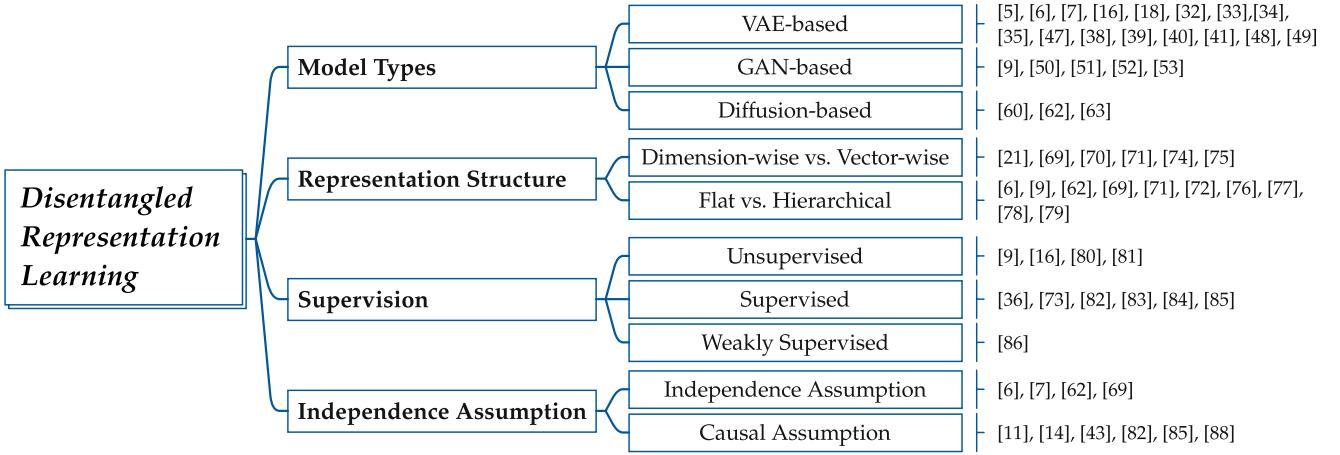 Disentangled
Representation
Learning
Model Types
VAE-based
[5], [6], [7], [16], [18], [32], [33],[34],
[35], [47], [38], [39], [40], [41], [48], [49]
GAN-based
[9], [50], [51], [52], [53]
Diffusion-based
[60], [62], [63]
Representation Structure
Dimension-wise vs. Vector-wise
[21], [69], [70], [71], [74], [75]
Flat vs. Hierarchical
[6], [9], [62], [69], [71], [72], [76], [77],
[78], [79]
Supervision
Unsupervised
[9], [16], [80], [81]
Supervised
[36], [73], [82], [83], [84], [85]
Weakly Supervised
[86]
Independence Assumption
Independence Assumption
[6], [7], [62], [69]
Causal Assumption
[11], [14], [43], [82], [85], [88]